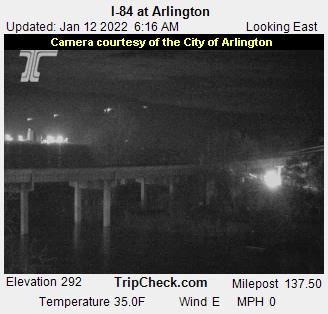 I-84 at Arlington
Updated: Jan 12 2022 6:16 AM Looking East
Camera courtesy of the City of Arlington
Elevation 292 TripCheck.com Milepost 137.50
Temperature 35.0F Wind E MPH 0